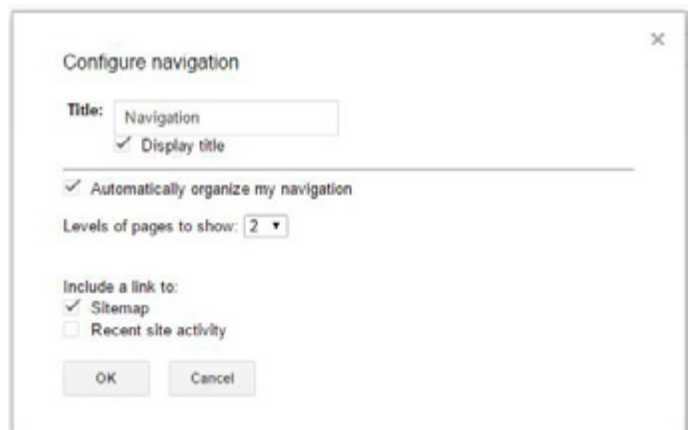 Configure navigation
Title: Navigation
Display title
Automatically organize my navigation
Levels of pages to show: 2
Include a link to:
Sitemap
Recent site activity
OK Cancel